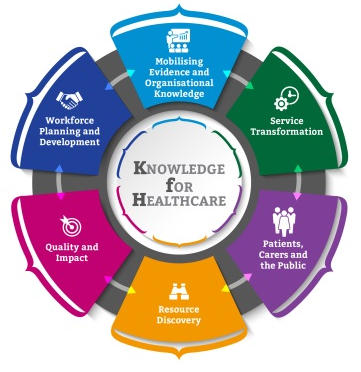 Mobilising
Evidence and
Organisational
Knowledge
Service
Transformation
Patients,
Carers and
the Public
Resource
Discovery
Quality and
Impact
Workforce
Planning and
Development
KNOWLEDGE
fOR
HEALTHCARE